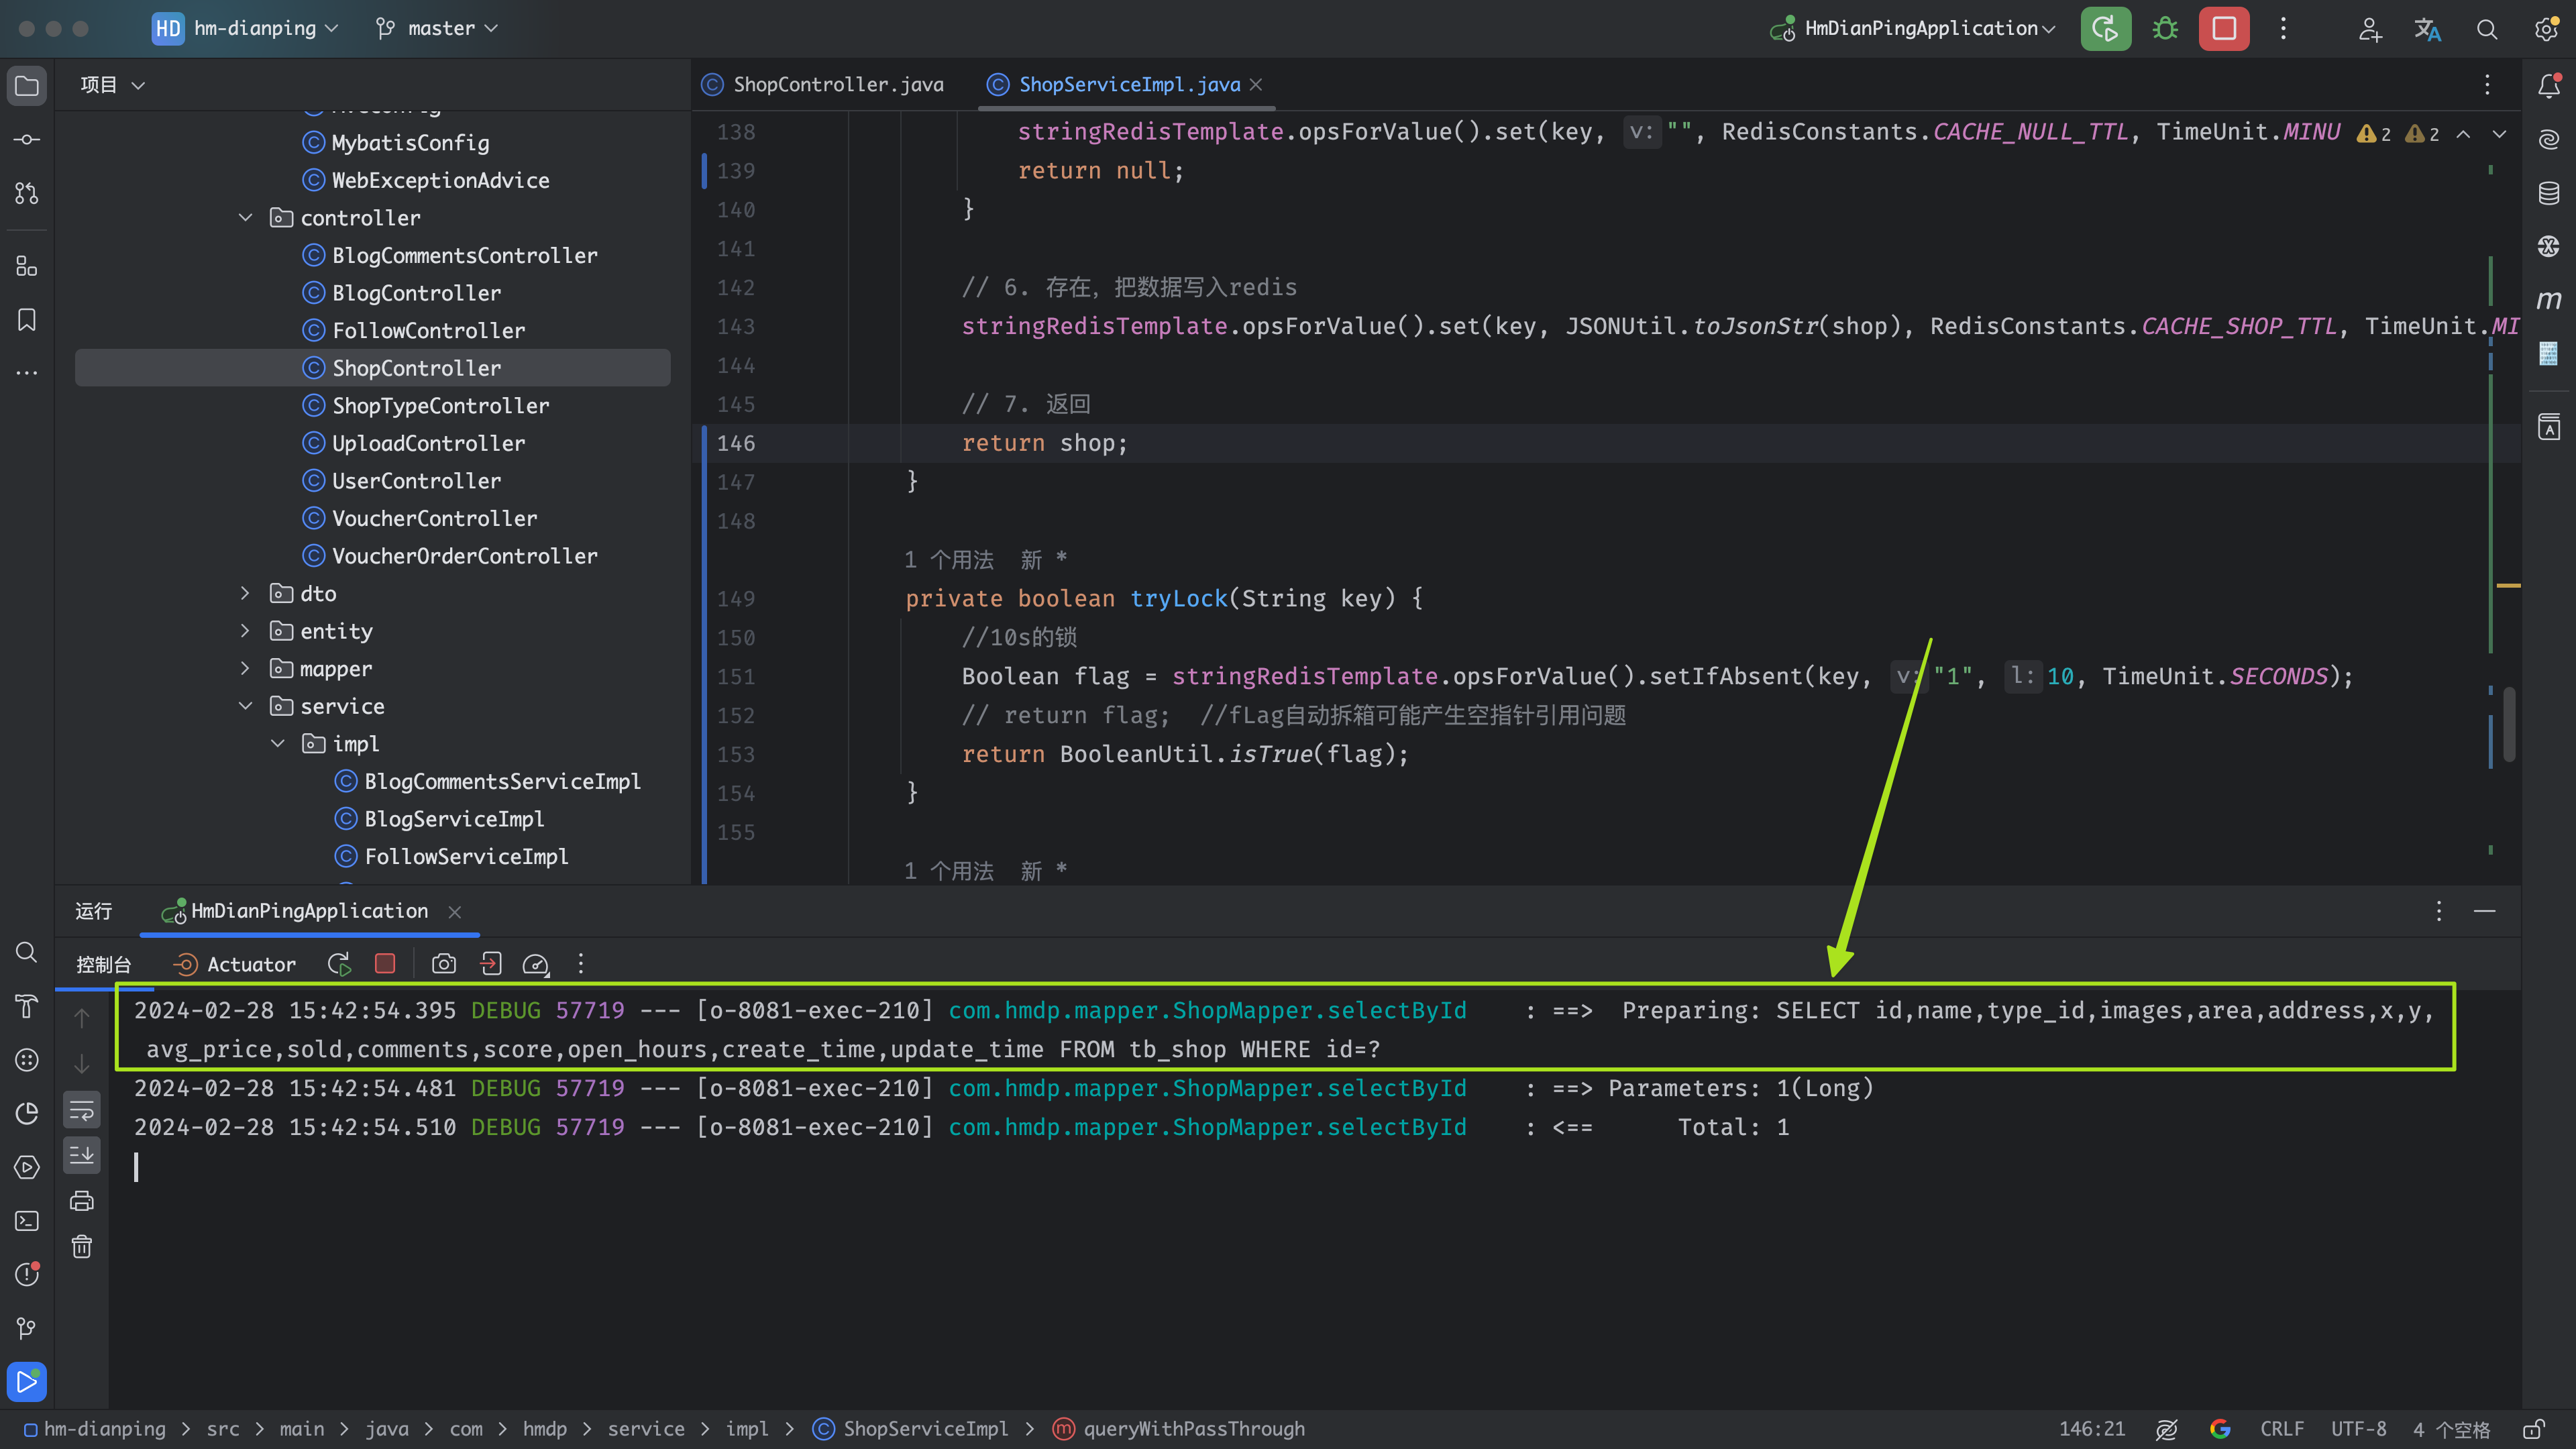 HD hm-dianping master HmDianPingApplication
项目
ShopController.java ShopServiceImpl.java
MybatisConfig
WebExceptionAdvice
controller
BlogCommentsController
BlogController
FollowController
ShopController
ShopTypeController
UploadController
UserController
VoucherController
VoucherOrderController
dto
entity
mapper
service
impl
BlogCommentsServiceImpl
BlogServiceImpl
FollowServiceImpl
138 stringRedisTemplate.opsForValue().set(key, v: "", RedisConstants.CACHE_NULL_TTL, TimeUnit.MINU 2 2
139 return null;
140 }
141
142 // 6. 存在，把数据写入redis
143 stringRedisTemplate.opsForValue().set(key, JSONUtil.toJsonStr(shop), RedisConstants.CACHE_SHOP_TTL, TimeUnit.MI
144
145 // 7. 返回
146 return shop;
147 }
148
1 个用法 新 *
149 private boolean tryLock(String key) {
150 //10s的锁
151 Boolean flag = stringRedisTemplate.opsForValue().setIfAbsent(key, v: "1", l: 10, TimeUnit.SECONDS);
152 // return flag; //fLag自动拆箱可能产生空指针引用问题
153 return BooleanUtil.isTrue(flag);
154 }
155
1 个用法 新 *
运行 HmDianPingApplication
控制台 Actuator
2024-02-28 15:42:54.395 DEBUG 57719 --- [o-8081-exec-210] com.hmdp.mapper.ShopMapper.selectById : ==> Preparing: SELECT id,name,type_id,images,area,address,x,y,
avg_price,sold,comments,score,open_hours,create_time,update_time FROM tb_shop WHERE id=?
2024-02-28 15:42:54.481 DEBUG 57719 --- [o-8081-exec-210] com.hmdp.mapper.ShopMapper.selectById : ==> Parameters: 1(Long)
2024-02-28 15:42:54.510 DEBUG 57719 --- [o-8081-exec-210] com.hmdp.mapper.ShopMapper.selectById : <== Total: 1
hm-dianping > src > main > java > com > hmdp > service > impl > ShopServiceImpl > queryWithPassThrough 146:21 CRLF UTF-8 4 个空格